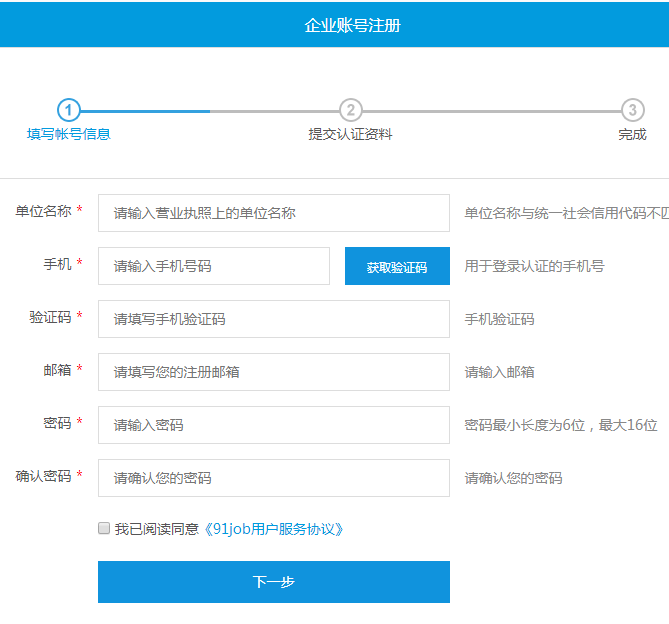 企业账号注册
1 2 3
填写帐号信息 提交认证资料 完成
单位名称 * 请输入营业执照上的单位名称 单位名称与统一社会信用代码不
手机 * 请输入手机号码 获取验证码 用于登录认证的手机号
验证码 * 请填写手机验证码 手机验证码
邮箱 * 请填写您的注册邮箱 请输入邮箱
密码 * 请输入密码 密码最小长度为6位，最大16位
确认密码 * 请确认您的密码 请确认您的密码
我已阅读同意《91job用户服务协议》
下一步